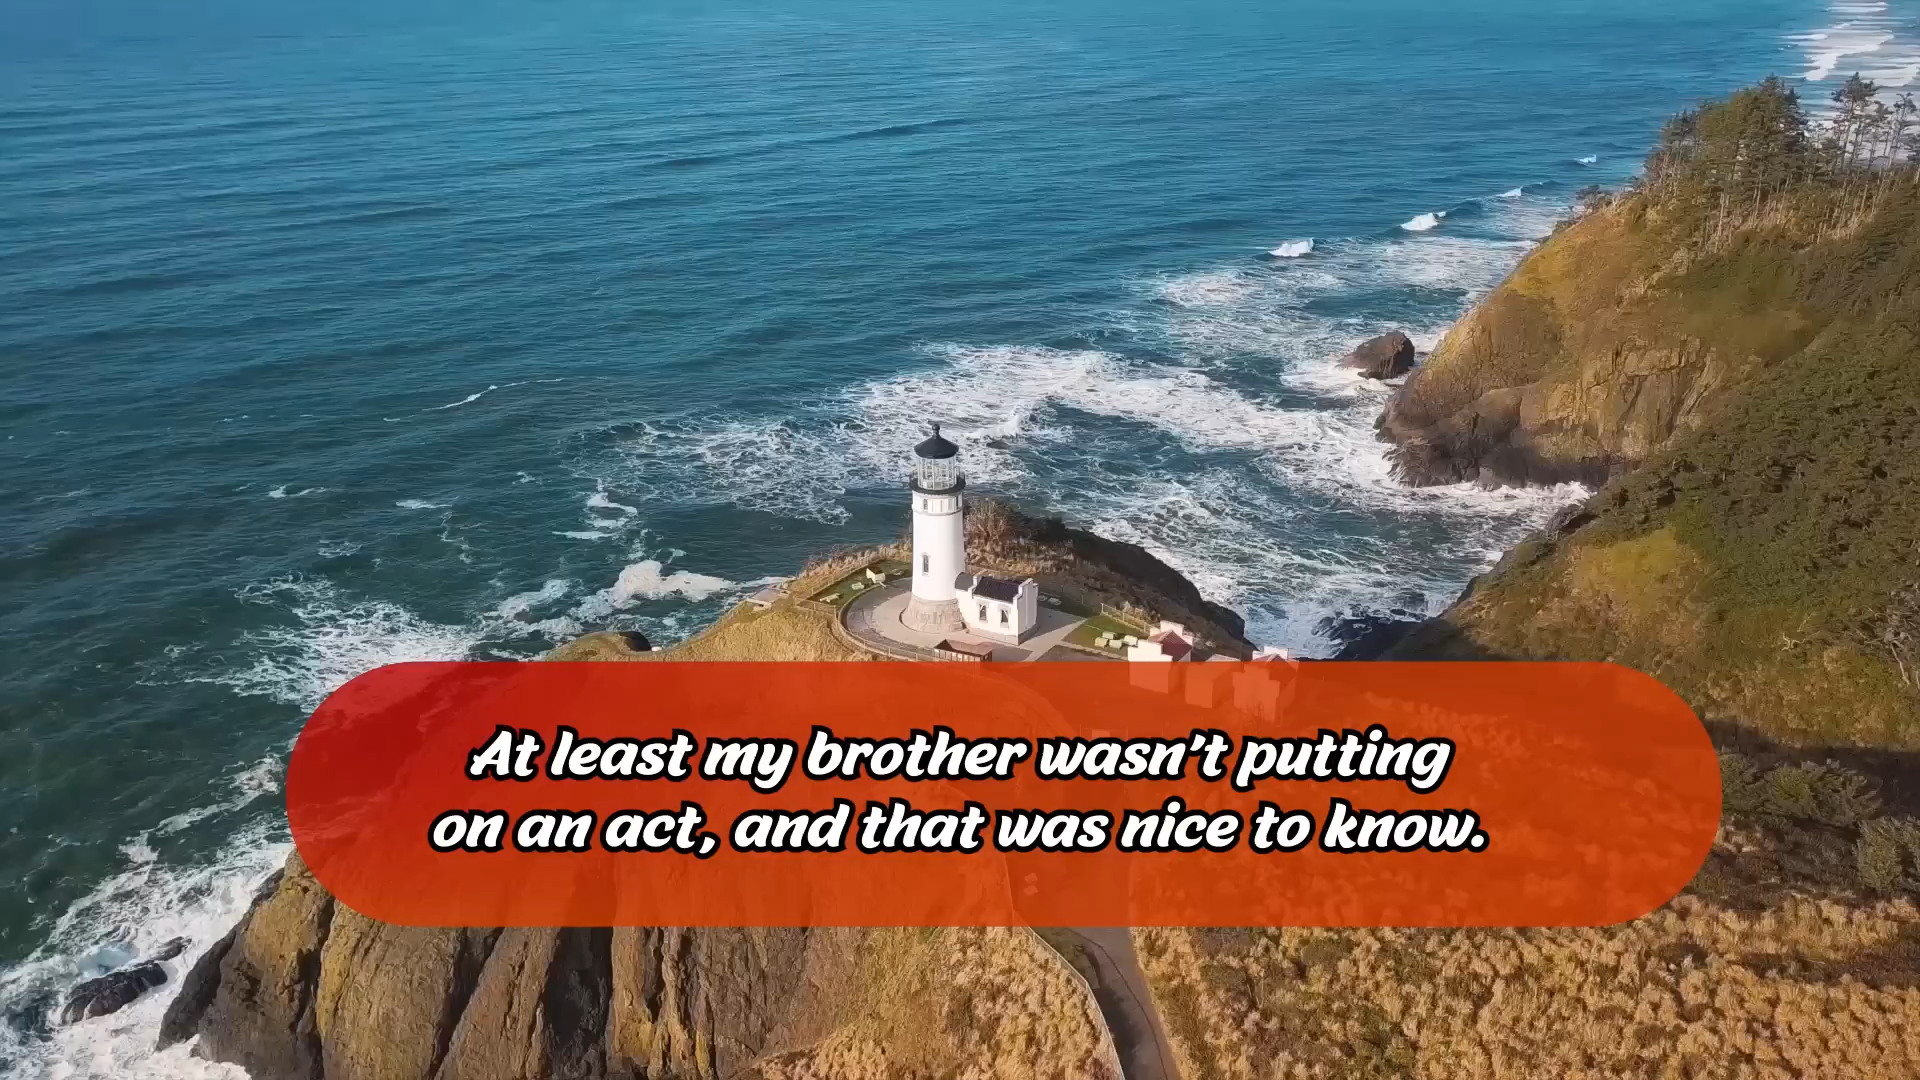 At least my brother wasn't putting
on an act, and that was nice to know.